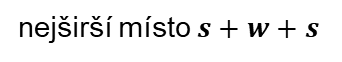 nejširší místo s + w + s